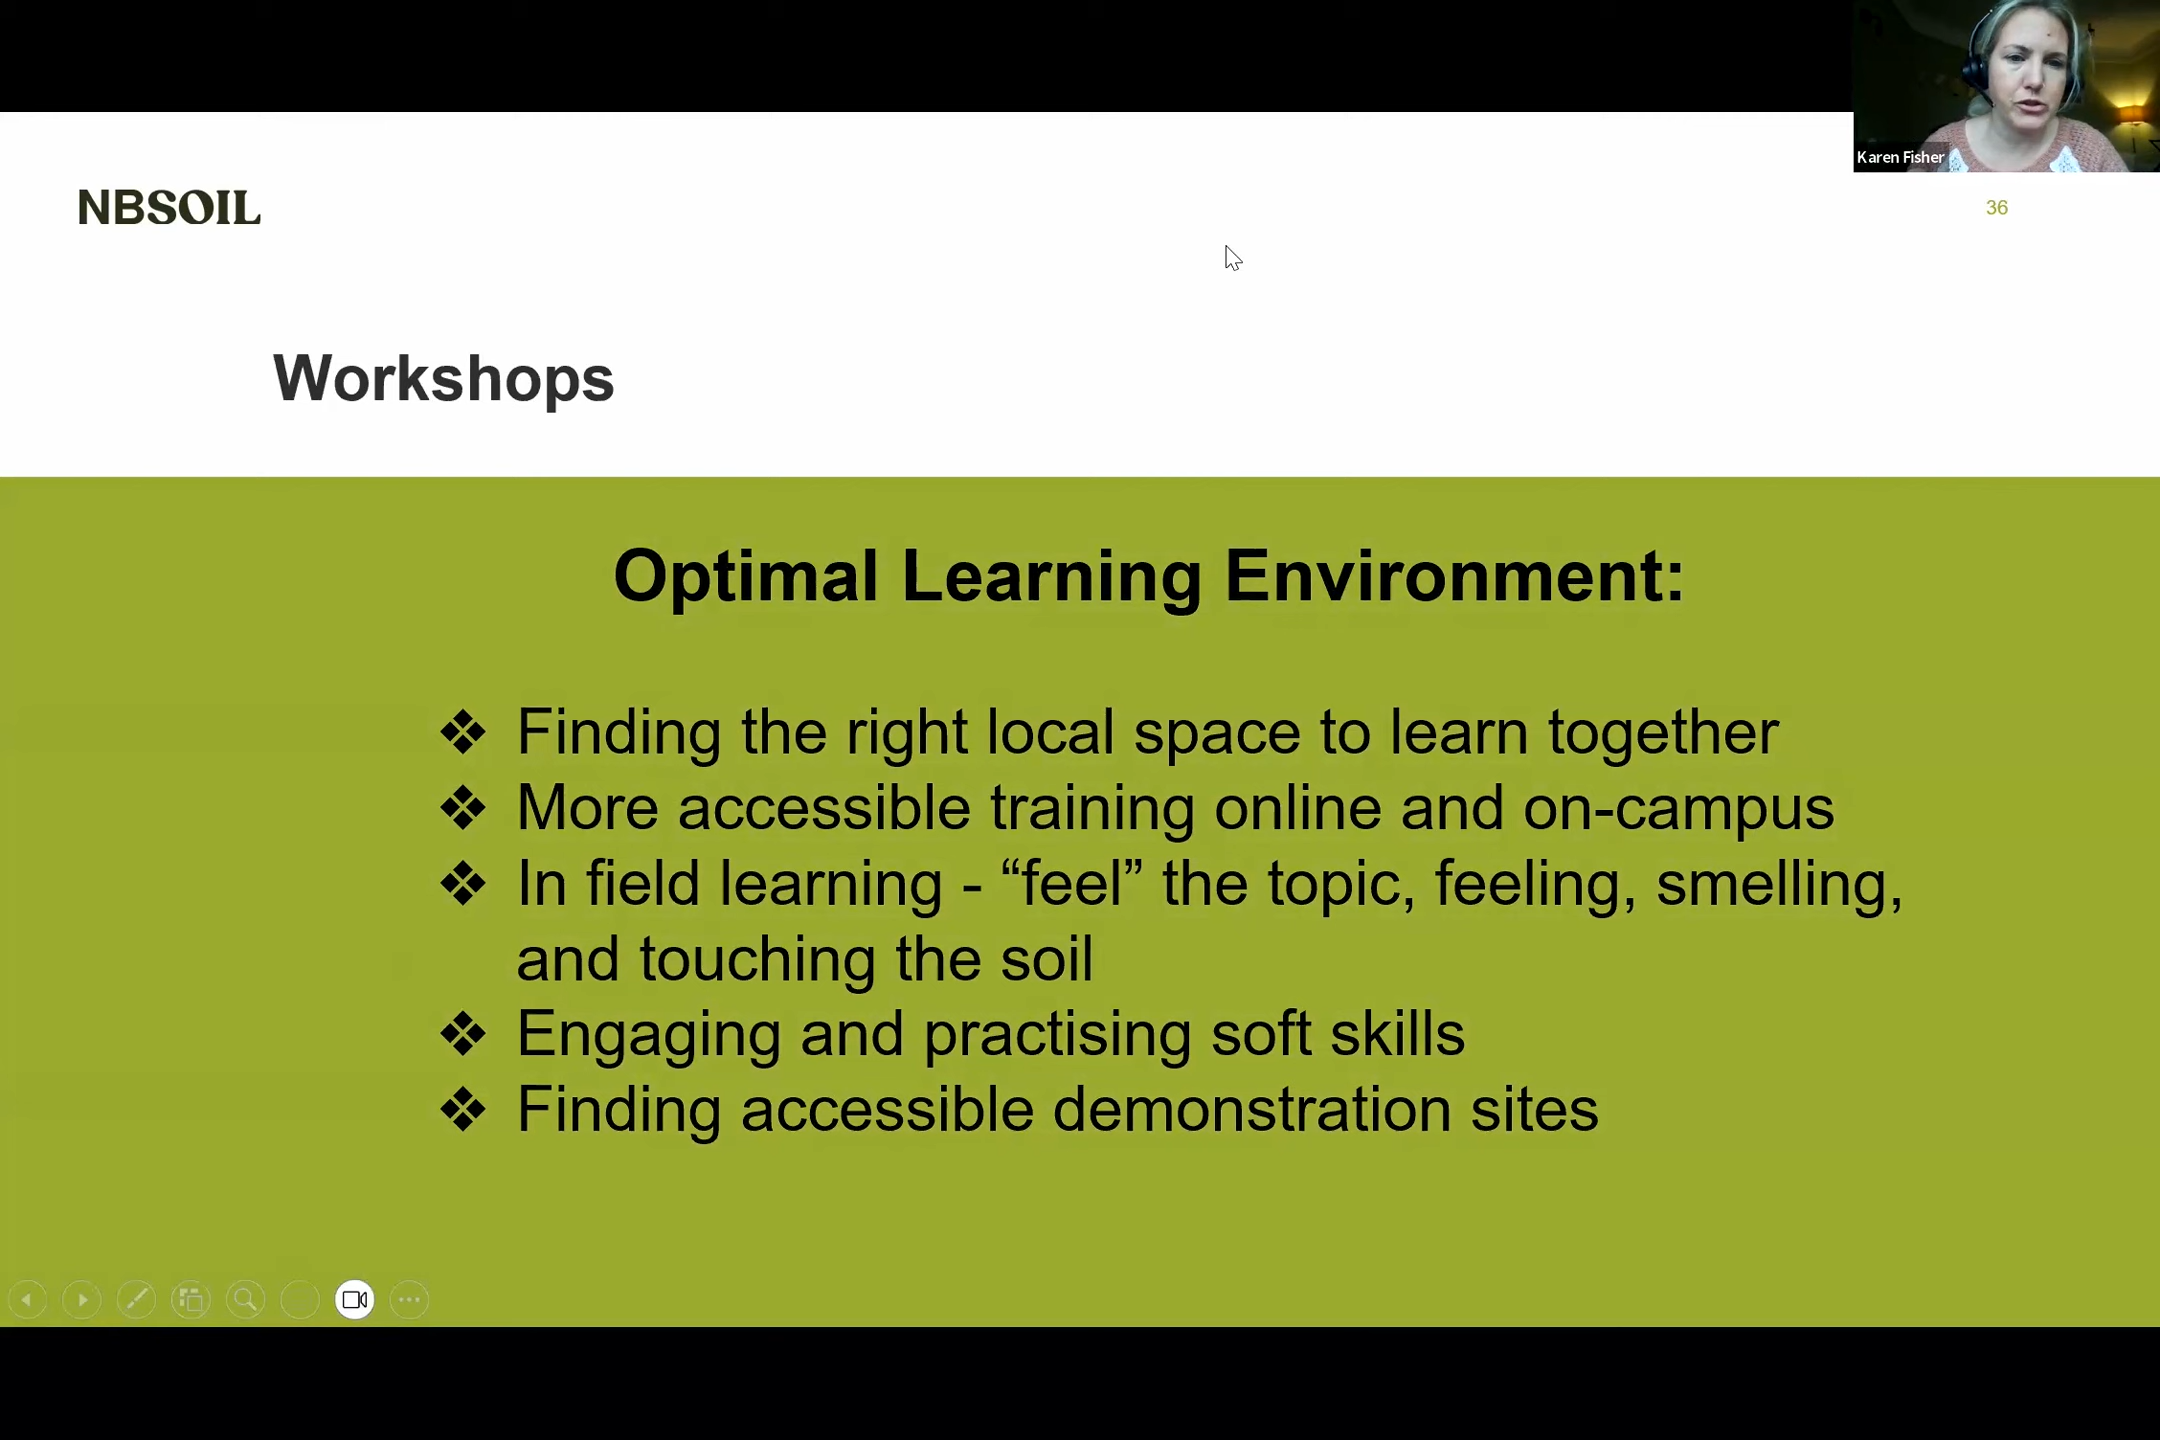 Karen Fisher
NBSOIL
36
Workshops
Optimal Learning Environment:
❖ Finding the right local space to learn together
❖ More accessible training online and on-campus
❖ In field learning - “feel” the topic, feeling, smelling,
and touching the soil
❖ Engaging and practising soft skills
❖ Finding accessible demonstration sites